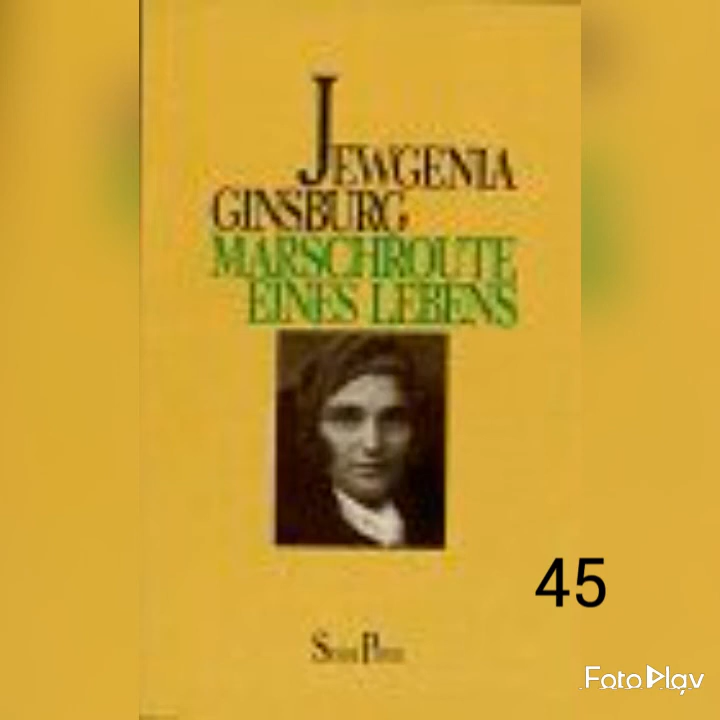 JEWGENIA
GINSBURG
MARSCHROUTE
EINES LEBENS
45
FotoPlay